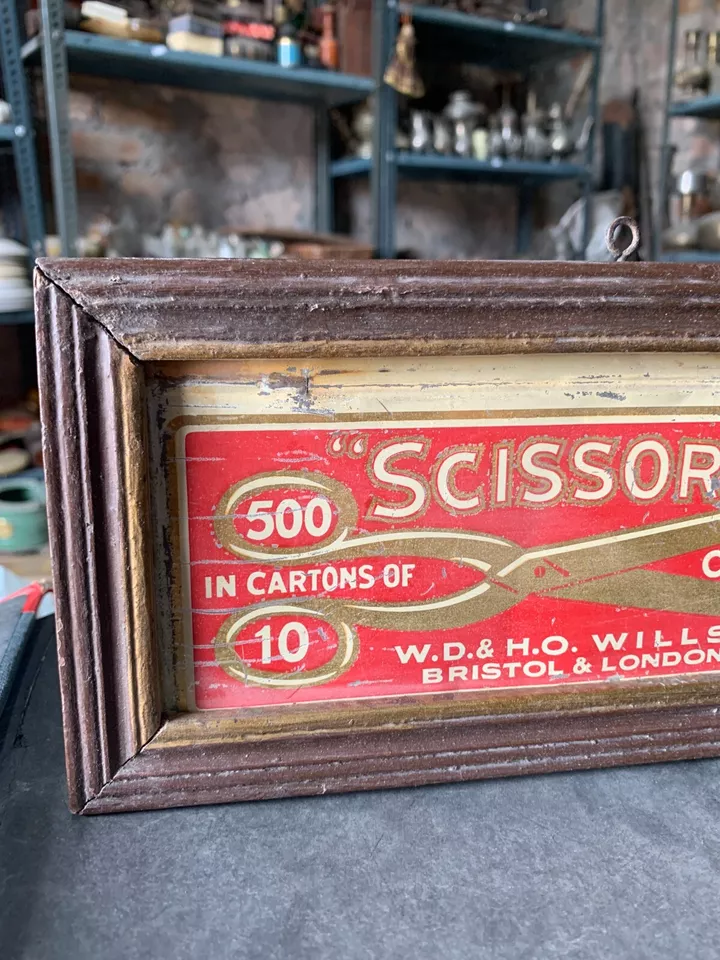 “SCISSOR
500
IN CARTONS OF
C
10
W.D.& H.O. WILLS
BRISTOL & LONDON